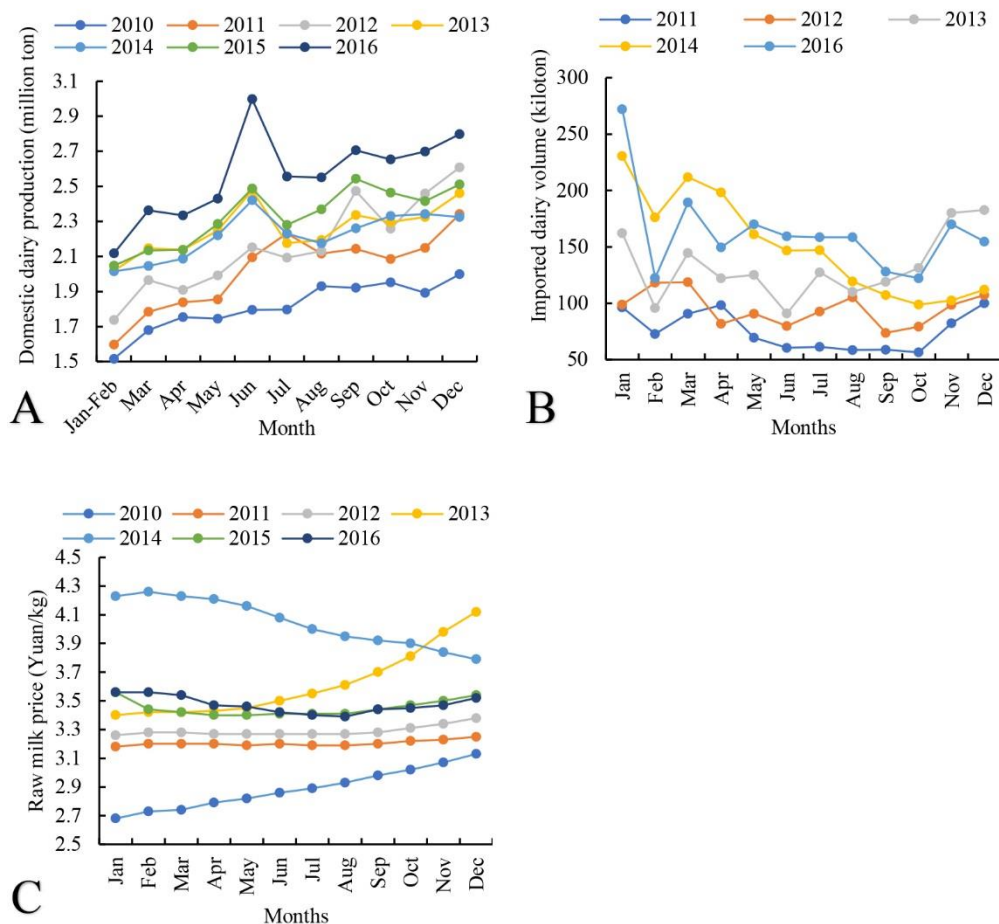 2010 2011 2012 2013
2014 2015 2016
Domestic dairy production (million ton)
3.1
2.9
2.7
2.5
2.3
2.1
1.9
1.7
1.5
Jan-Feb Mar Apr May Jun Jul Aug Sep Oct Nov Dec
Month
A
2011 2012 2013
2014 2016
Imported dairy volume (kiloton)
300
250
200
150
100
50
Jan Feb Mar Apr May Jun Jul Aug Sep Oct Nov Dec
Months
B
2010 2011 2012 2013
2014 2015 2016
Raw milk price (Yuan/kg)
4.5
4.3
4.1
3.9
3.7
3.5
3.3
3.1
2.9
2.7
2.5
Jan Feb Mar Apr May Jun Jul Aug Sep Oct Nov Dec
Months
C